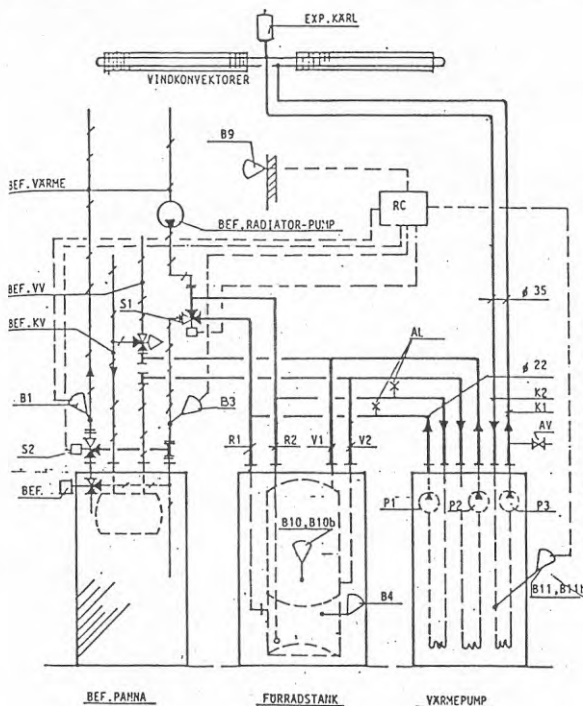 EXP.KÄRL
VINDKONVEKTORER
B9
BEF.VÄRME
RC
BEF.RADIATOR-PUMP
ϕ 35
BEF.VV
S1
BEF.KV
AL
ϕ 22
B1
B3
K2
K1
AV
S2
R1
R2
V1
V2
BEF.
P1
P2
P3
B10,B10b
B4
B11,
BEF.PANNA
FÖRRADSTANK
VÄRMEPUMP